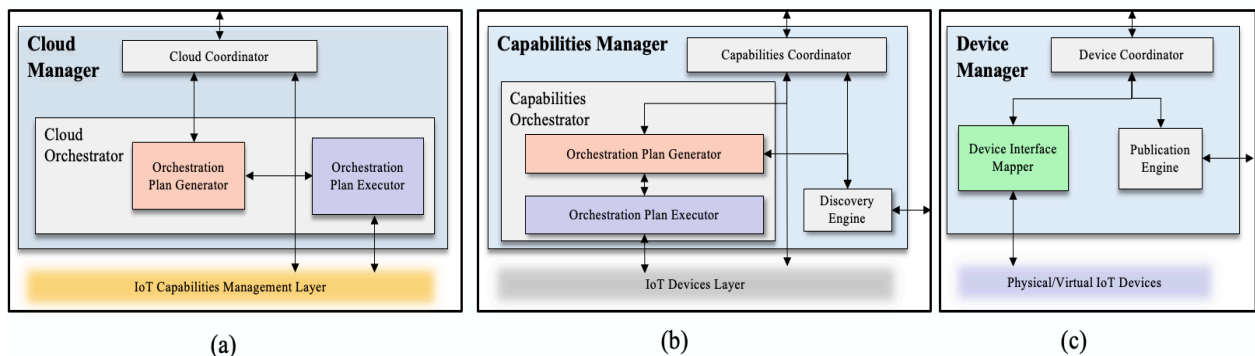 Cloud
Manager
Cloud Coordinator
Cloud
Orchestrator
Orchestration
Plan Generator
Orchestration
Plan Executor
IoT Capabilities Management Layer
(a)
Capabilities Manager
Capabilities Coordinator
Capabilities
Orchestrator
Orchestration Plan Generator
Orchestration Plan Executor
Discovery
Engine
IoT Devices Layer
(b)
Device
Manager
Device Coordinator
Device Interface
Mapper
Publication
Engine
Physical/Virtual IoT Devices
(c)